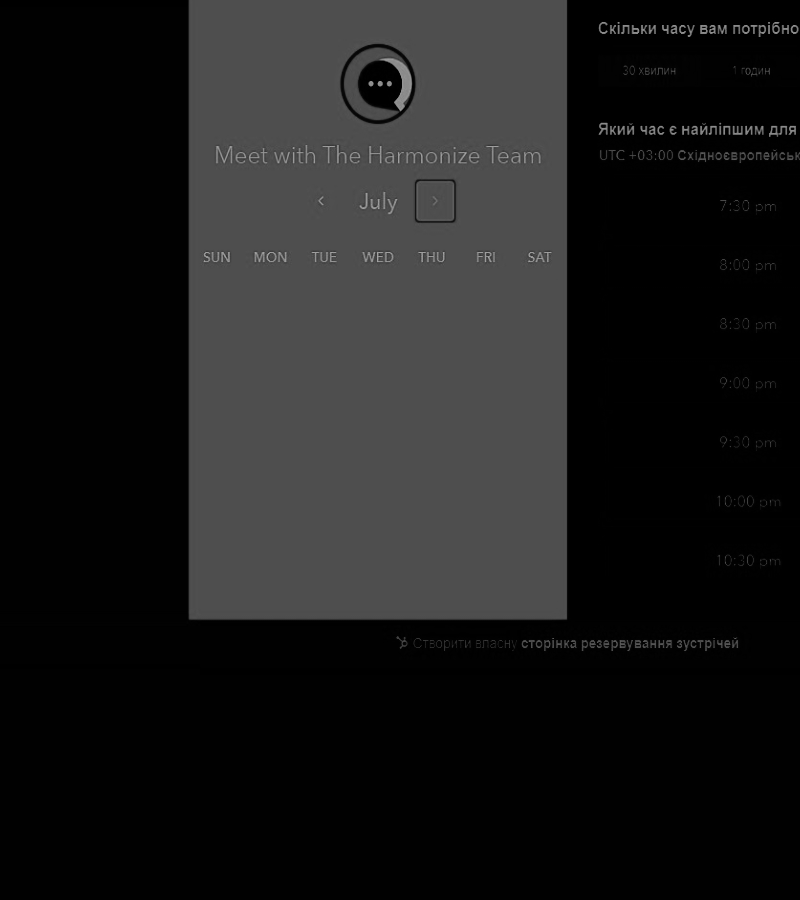 Meet with The Harmonize Team
July
SUN MON TUE WED THU FRI SAT
Скільки часу вам потрібно
30 хвилин 1 годин
Який час є найліпшим для
UTC +03:00 Східноєвропейськ
7:30 pm
8:00 pm
8:30 pm
9:00 pm
9:30 pm
10:00 pm
10:30 pm
Створити власну сторінка резервування зустрічей